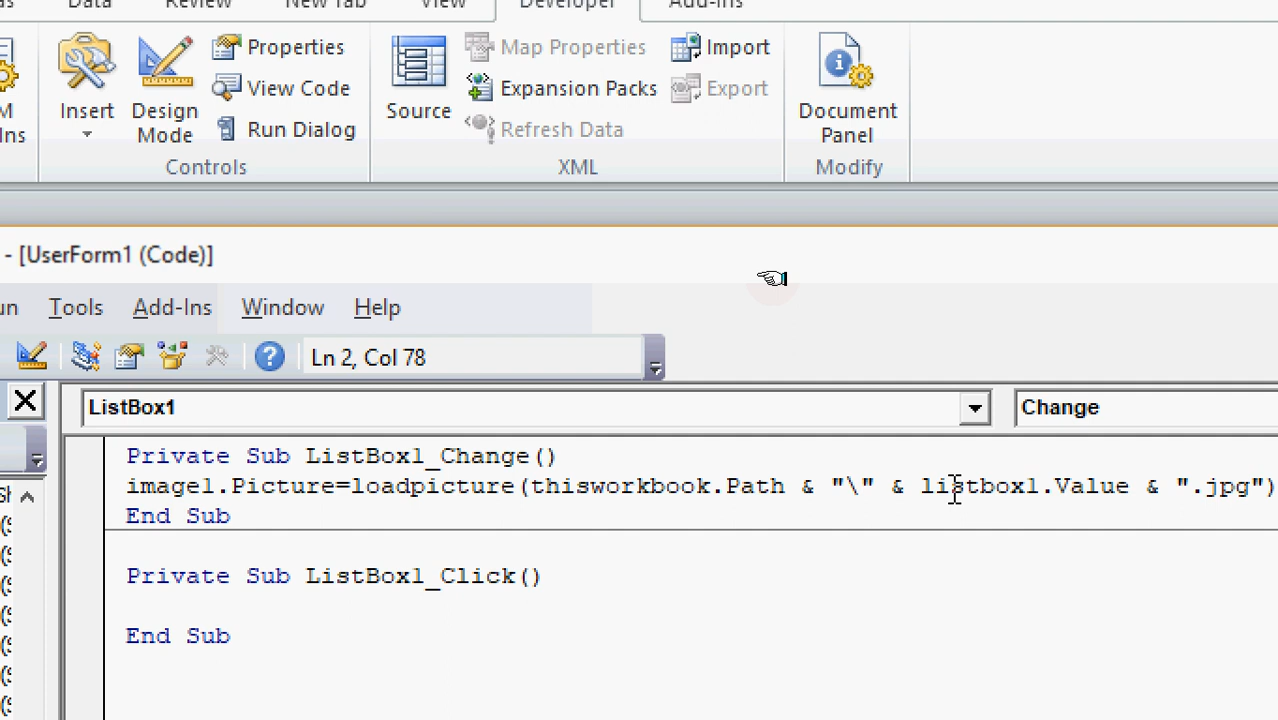 Data Review New Tab View Developer Add-Ins
Properties Map Properties Import
View Code Expansion Packs
Insert Design Mode Run Dialog Source Refresh Data Export Document Panel
M
Ins
Controls XML Modify
- [UserForm1 (Code)]
un Tools Add-Ins Window Help
Ln 2, Col 78
ListBox1 Change
Private Sub ListBox1_Change()
image1.Picture=loadpicture(thisworkbook.Path & "\" & listbox1.Value & ".jpg")
End Sub
Private Sub ListBox1_Click()
End Sub